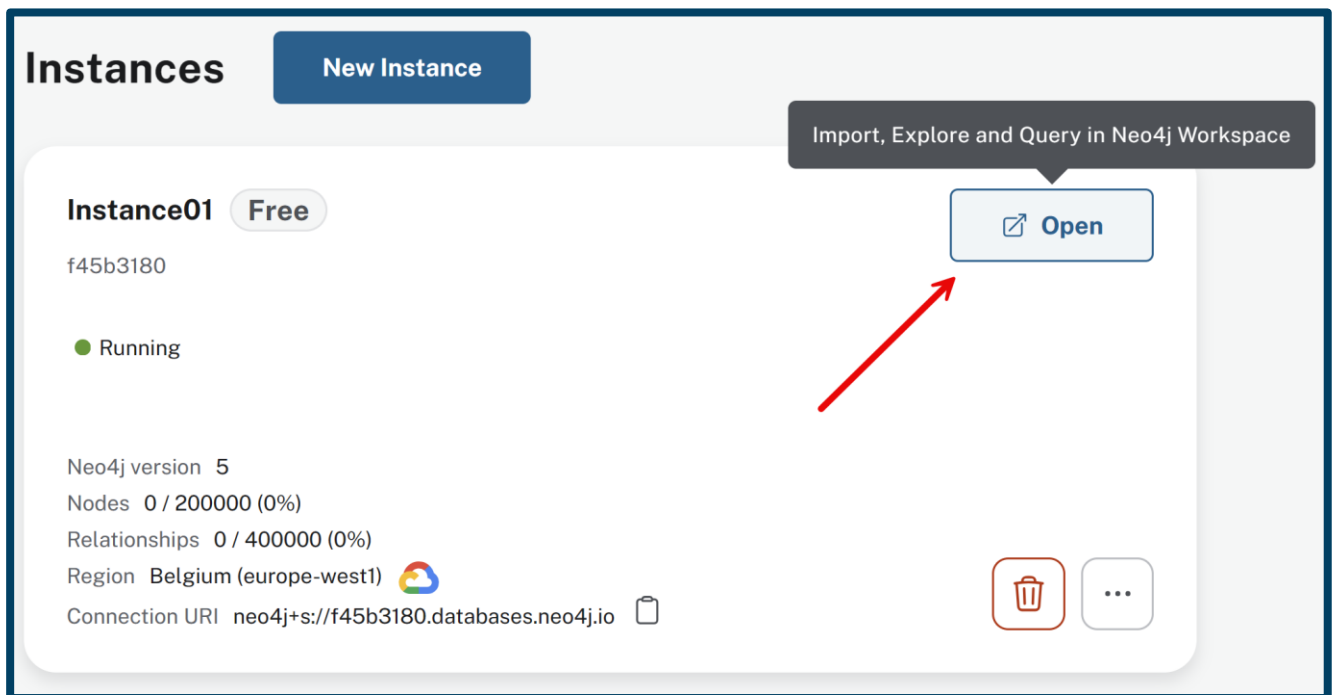 Instances
New Instance
Import, Explore and Query in Neo4j Workspace
Instance01 Free
Open
f45b3180
Running
Neo4j version 5
Nodes 0 / 200000 (0%)
Relationships 0 / 400000 (0%)
Region Belgium (europe-west1)
Connection URI neo4j+s://f45b3180.databases.neo4j.io